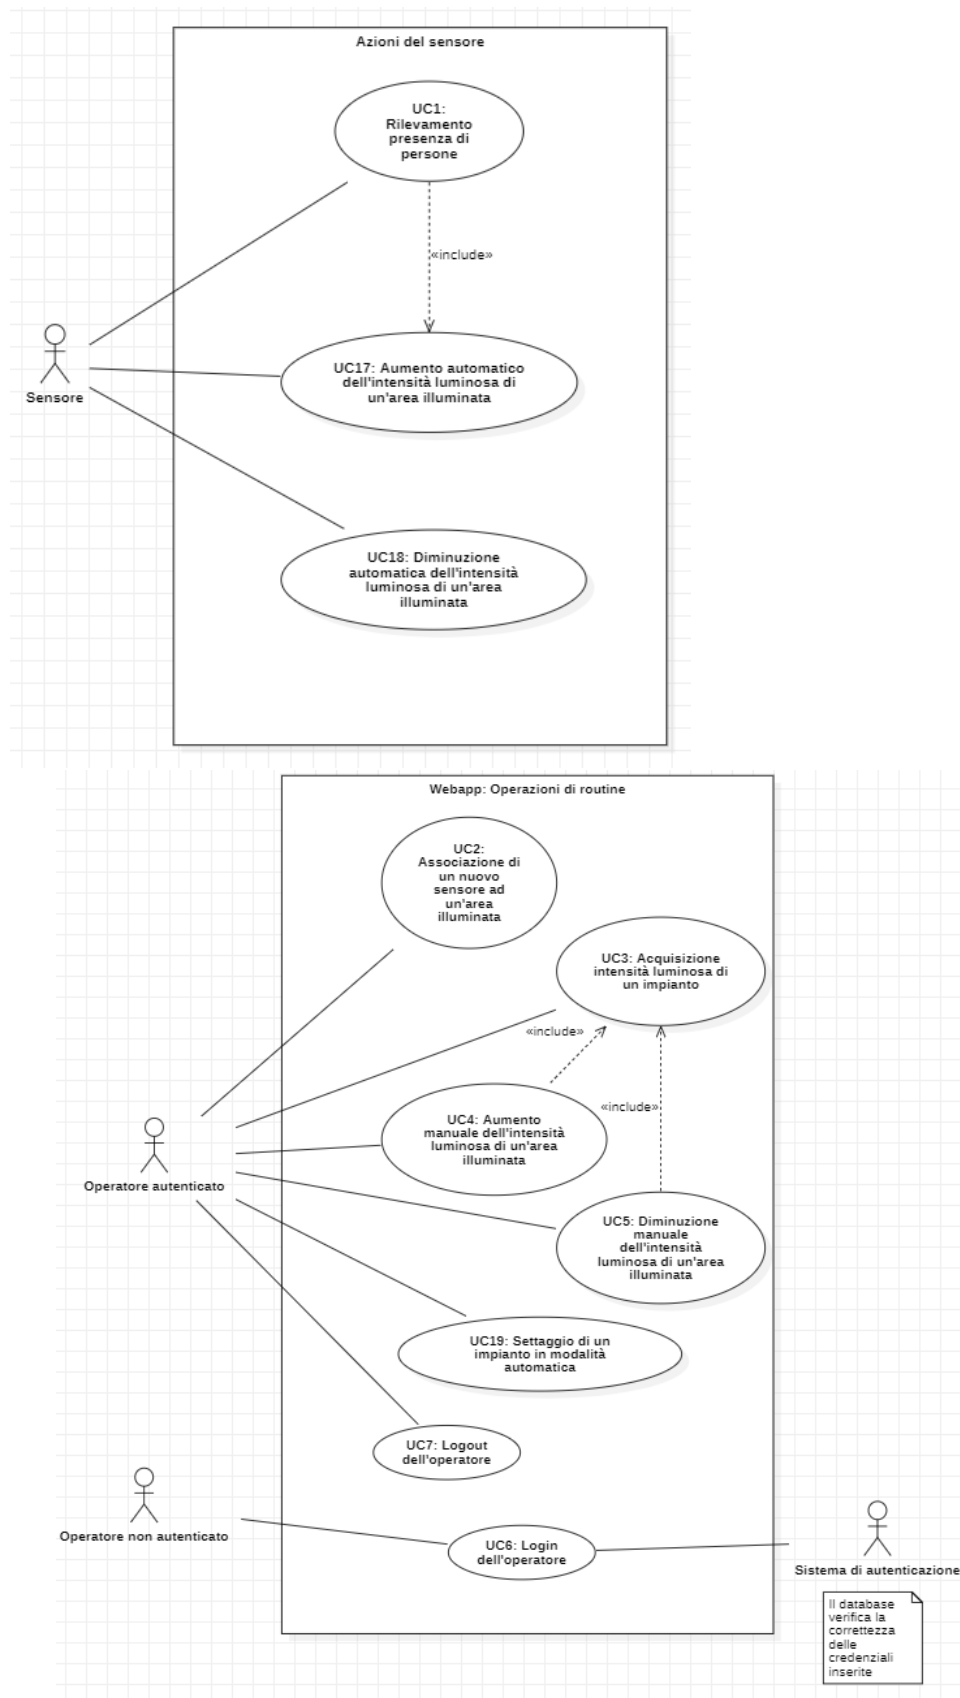 Azioni del sensore
UC1:
Rilevamento
presenza di
persone
«include»
UC17: Aumento automatico
dell'intensità luminosa di
un'area illuminata
Sensore
UC18: Diminuzione
automatica dell'intensità
luminosa di un'area
illuminata
Webapp: Operazioni di routine
UC2:
Associazione di
un nuovo
sensore ad
un'area
illuminata
UC3: Acquisizione
intensità luminosa di
un impianto
«include»
«include»
UC4: Aumento
manuale dell'intensità
luminosa di un'area
illuminata
Operatore autenticato
UC5: Diminuzione
manuale
dell'intensità
luminosa di un'area
illuminata
UC19: Settaggio di un
impianto in modalità
automatica
UC7: Logout
dell'operatore
Operatore non autenticato
UC6: Login
dell'operatore
Sistema di autenticazione
Il database
verifica la
correttezza
delle
credenziali
inserite